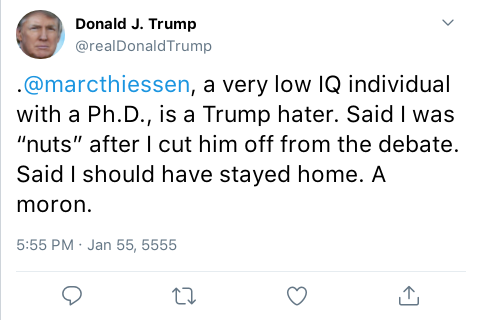 Donald J. Trump
@realDonaldTrump
.@marcthiessen, a very low IQ individual
with a Ph.D., is a Trump hater. Said I was
“nuts” after I cut him off from the debate.
Said I should have stayed home. A
moron.
5:55 PM · Jan 55, 5555